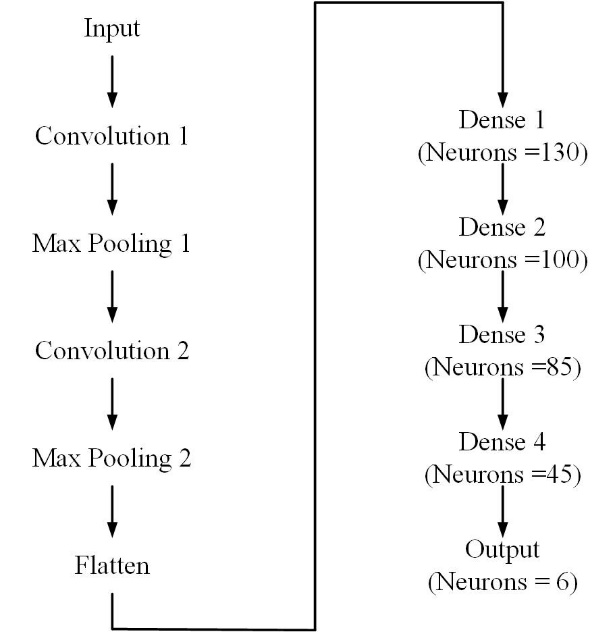 Input
Convolution 1
Max Pooling 1
Convolution 2
Max Pooling 2
Flatten
Dense 1
(Neurons =130)
Dense 2
(Neurons =100)
Dense 3
(Neurons =85)
Dense 4
(Neurons =45)
Output
(Neurons = 6)